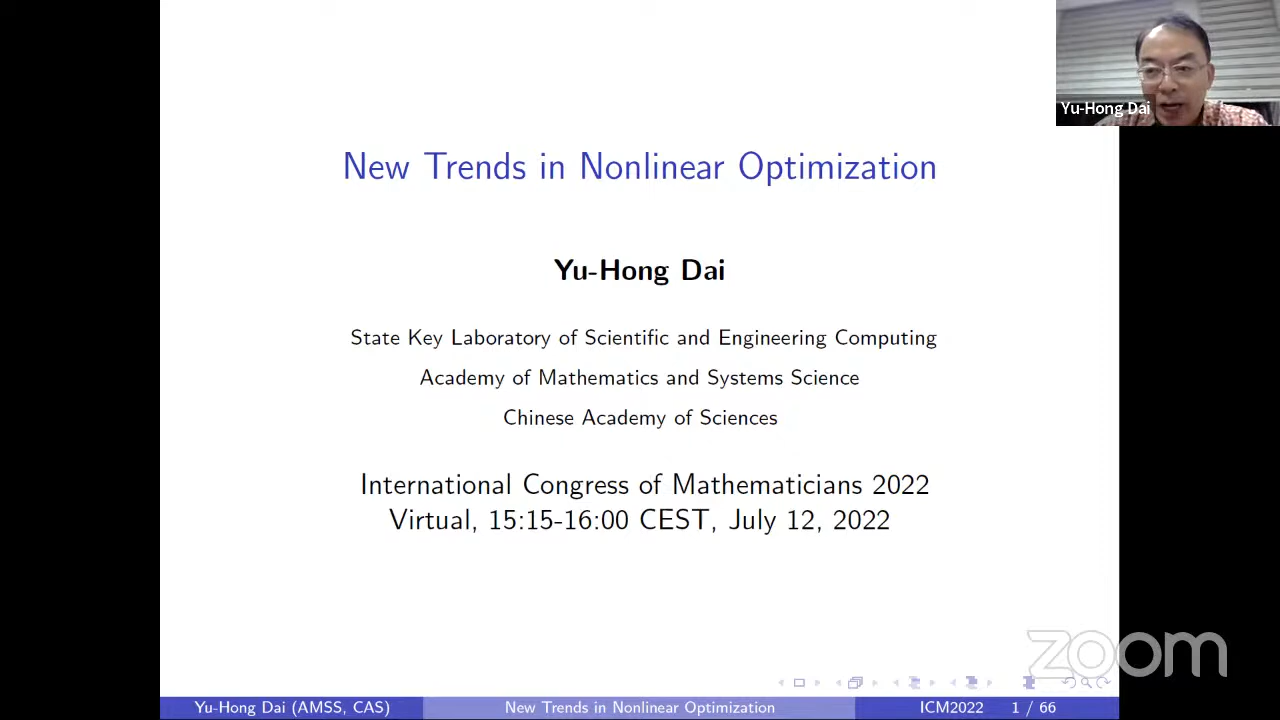 Yu-Hong Dai
New Trends in Nonlinear Optimization
Yu-Hong Dai
State Key Laboratory of Scientific and Engineering Computing
Academy of Mathematics and Systems Science
Chinese Academy of Sciences
International Congress of Mathematicians 2022
Virtual, 15:15-16:00 CEST, July 12, 2022
zoom
Yu-Hong Dai (AMSS, CAS) New Trends in Nonlinear Optimization ICM2022 1 / 66